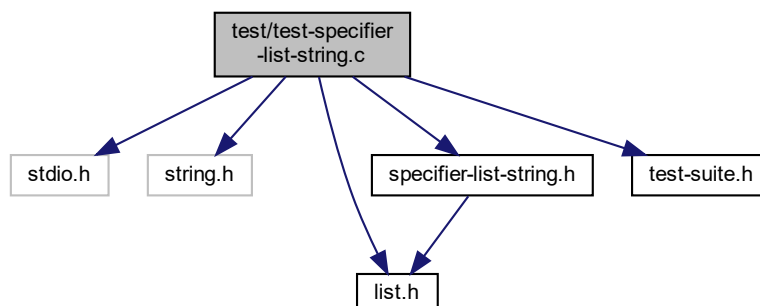 test/test-specifier
-list-string.c
stdio.h
string.h
specifier-list-string.h
test-suite.h
list.h